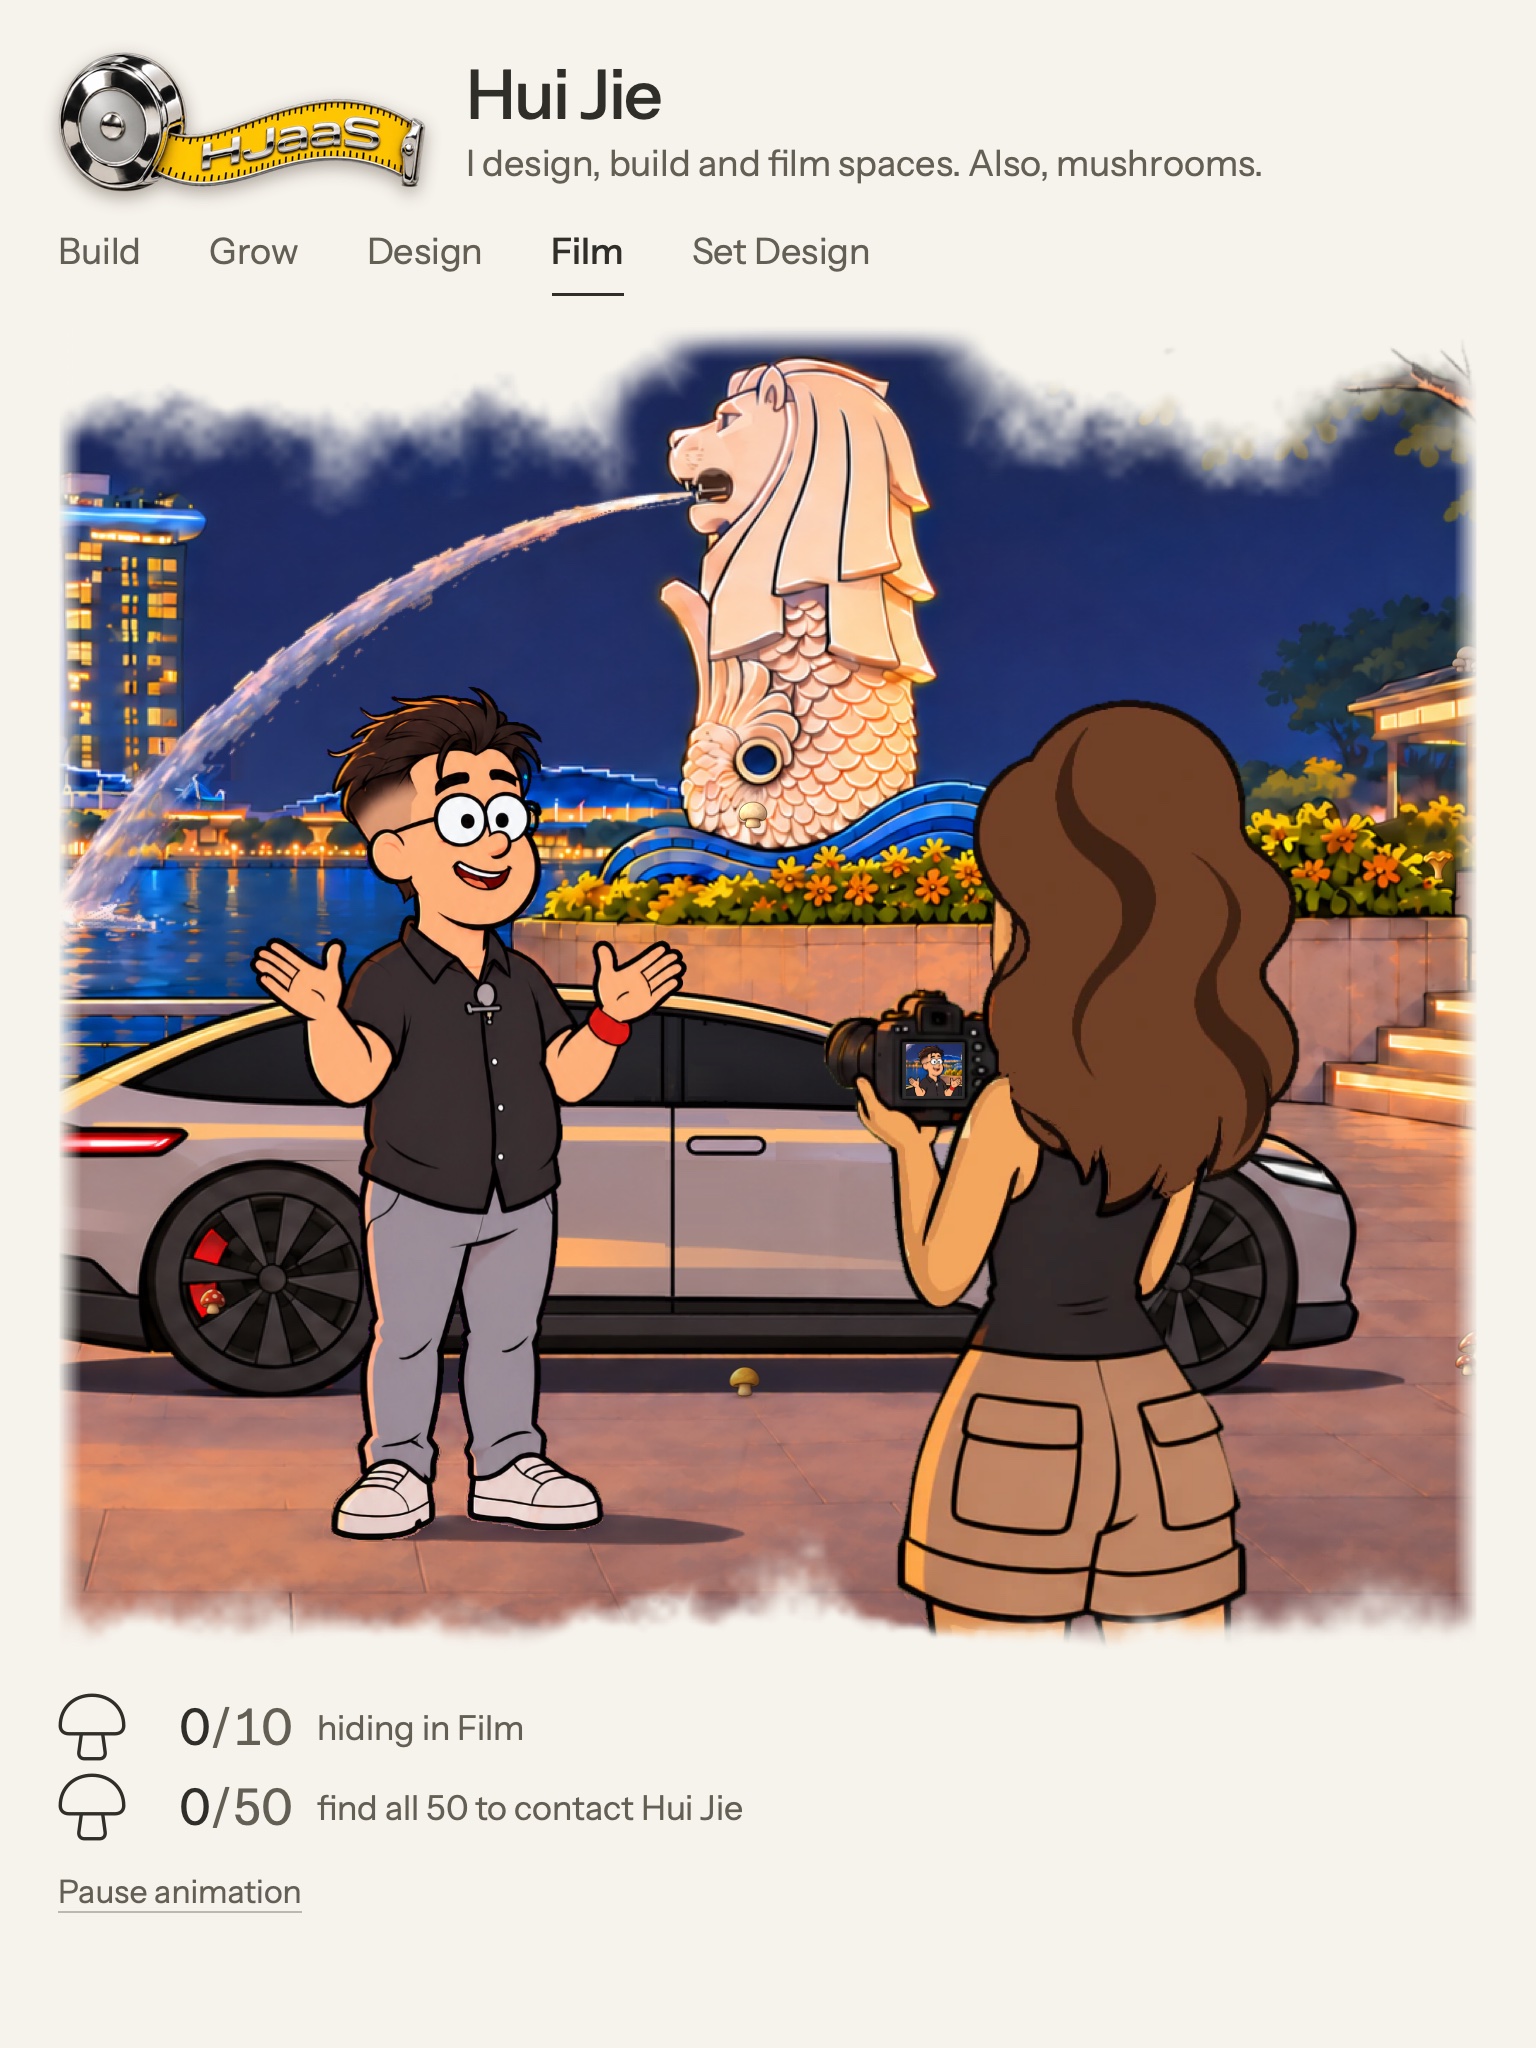 HJaaS
Hui Jie
I design, build and film spaces. Also, mushrooms.
Build Grow Design Film Set Design
0/10 hiding in Film
0/50 find all 50 to contact Hui Jie
Pause animation